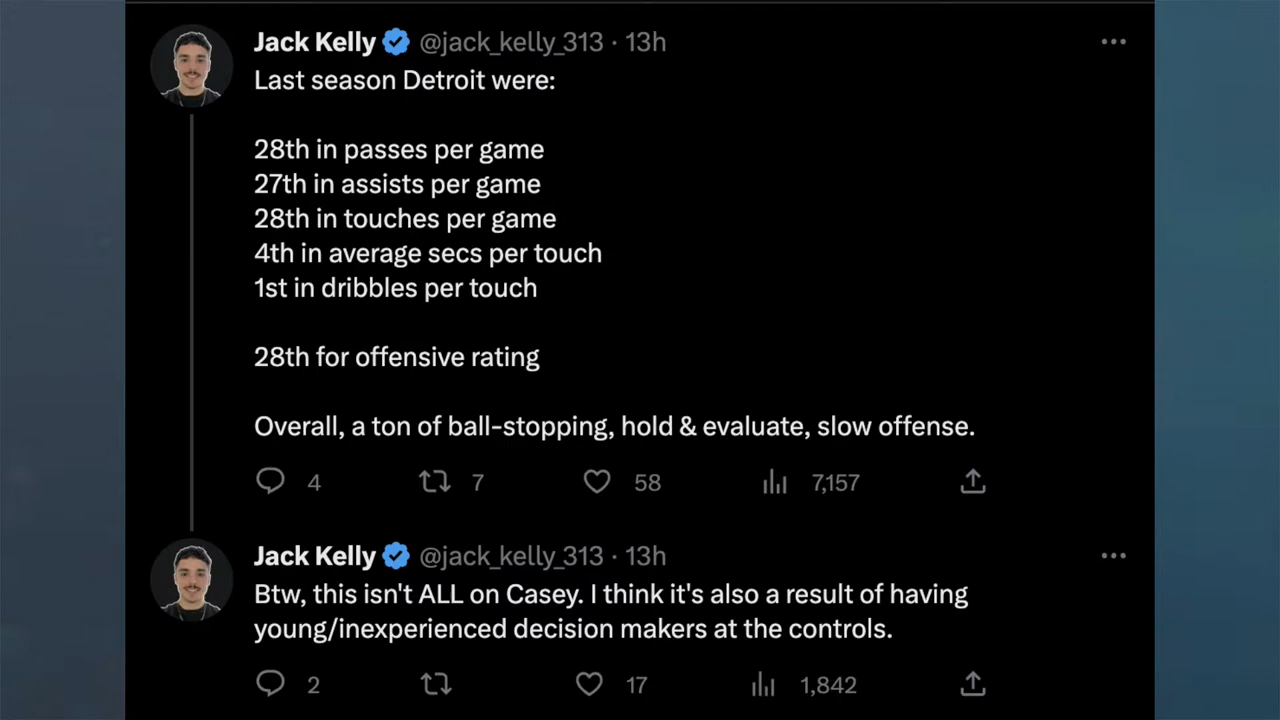 Jack Kelly @jack_kelly_313 · 13h
Last season Detroit were:
28th in passes per game
27th in assists per game
28th in touches per game
4th in average secs per touch
1st in dribbles per touch
28th for offensive rating
Overall, a ton of ball-stopping, hold & evaluate, slow offense.
4 7 58 7,157
Jack Kelly @jack_kelly_313 · 13h
Btw, this isn't ALL on Casey. I think it's also a result of having
young/inexperienced decision makers at the controls.
2 17 1,842